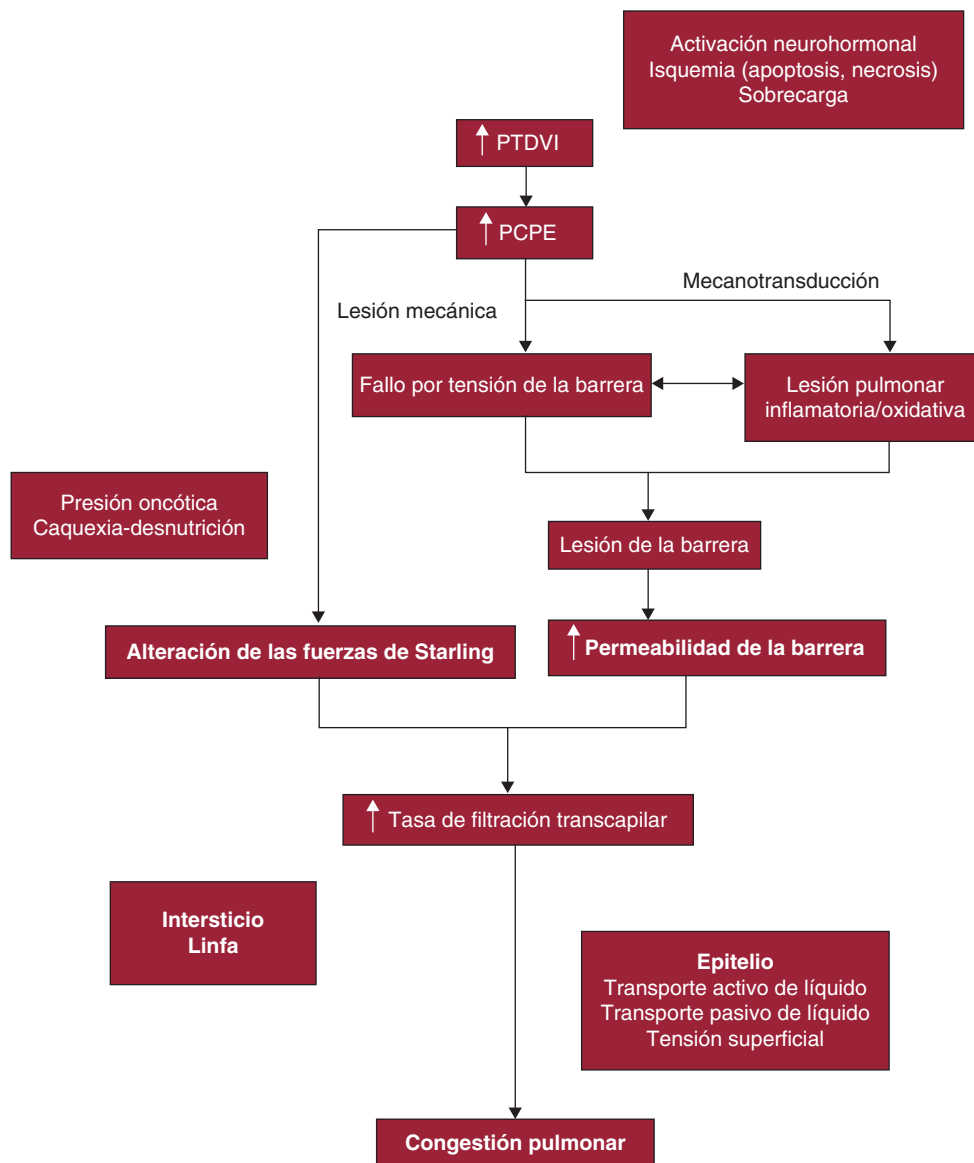 Activación neurohormonal
Isquemia (apoptosis, necrosis)
Sobrecarga
↑ PTDVI
↑ PCPE
Mecanotransducción
Lesión mecánica
Fallo por tensión de la barrera
Lesión pulmonar
inflamatoria/oxidativa
Presión oncótica
Caquexia-desnutrición
Lesión de la barrera
Alteración de las fuerzas de Starling
↑ Permeabilidad de la barrera
↑ Tasa de filtración transcapilar
Intersticio
Linfa
Epitelio
Transporte activo de líquido
Transporte pasivo de líquido
Tensión superficial
Congestión pulmonar